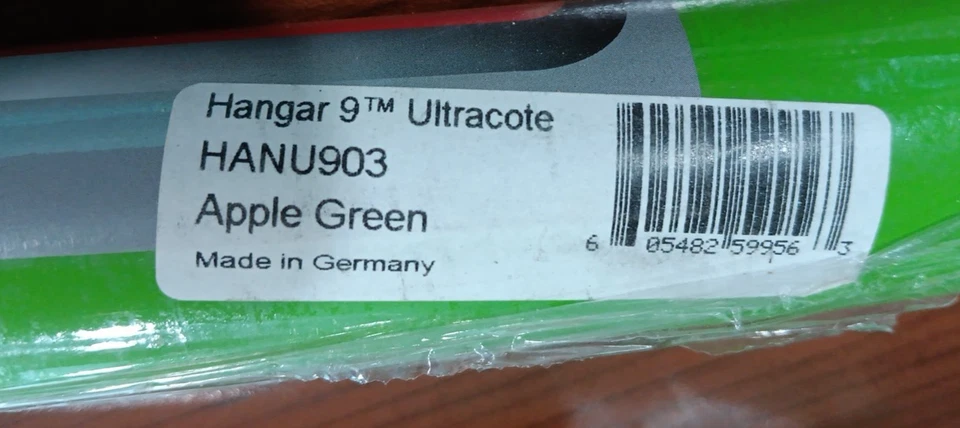 Hangar 9™ Ultracote
HANU903
Apple Green
Made in Germany
6 05482 59956 3